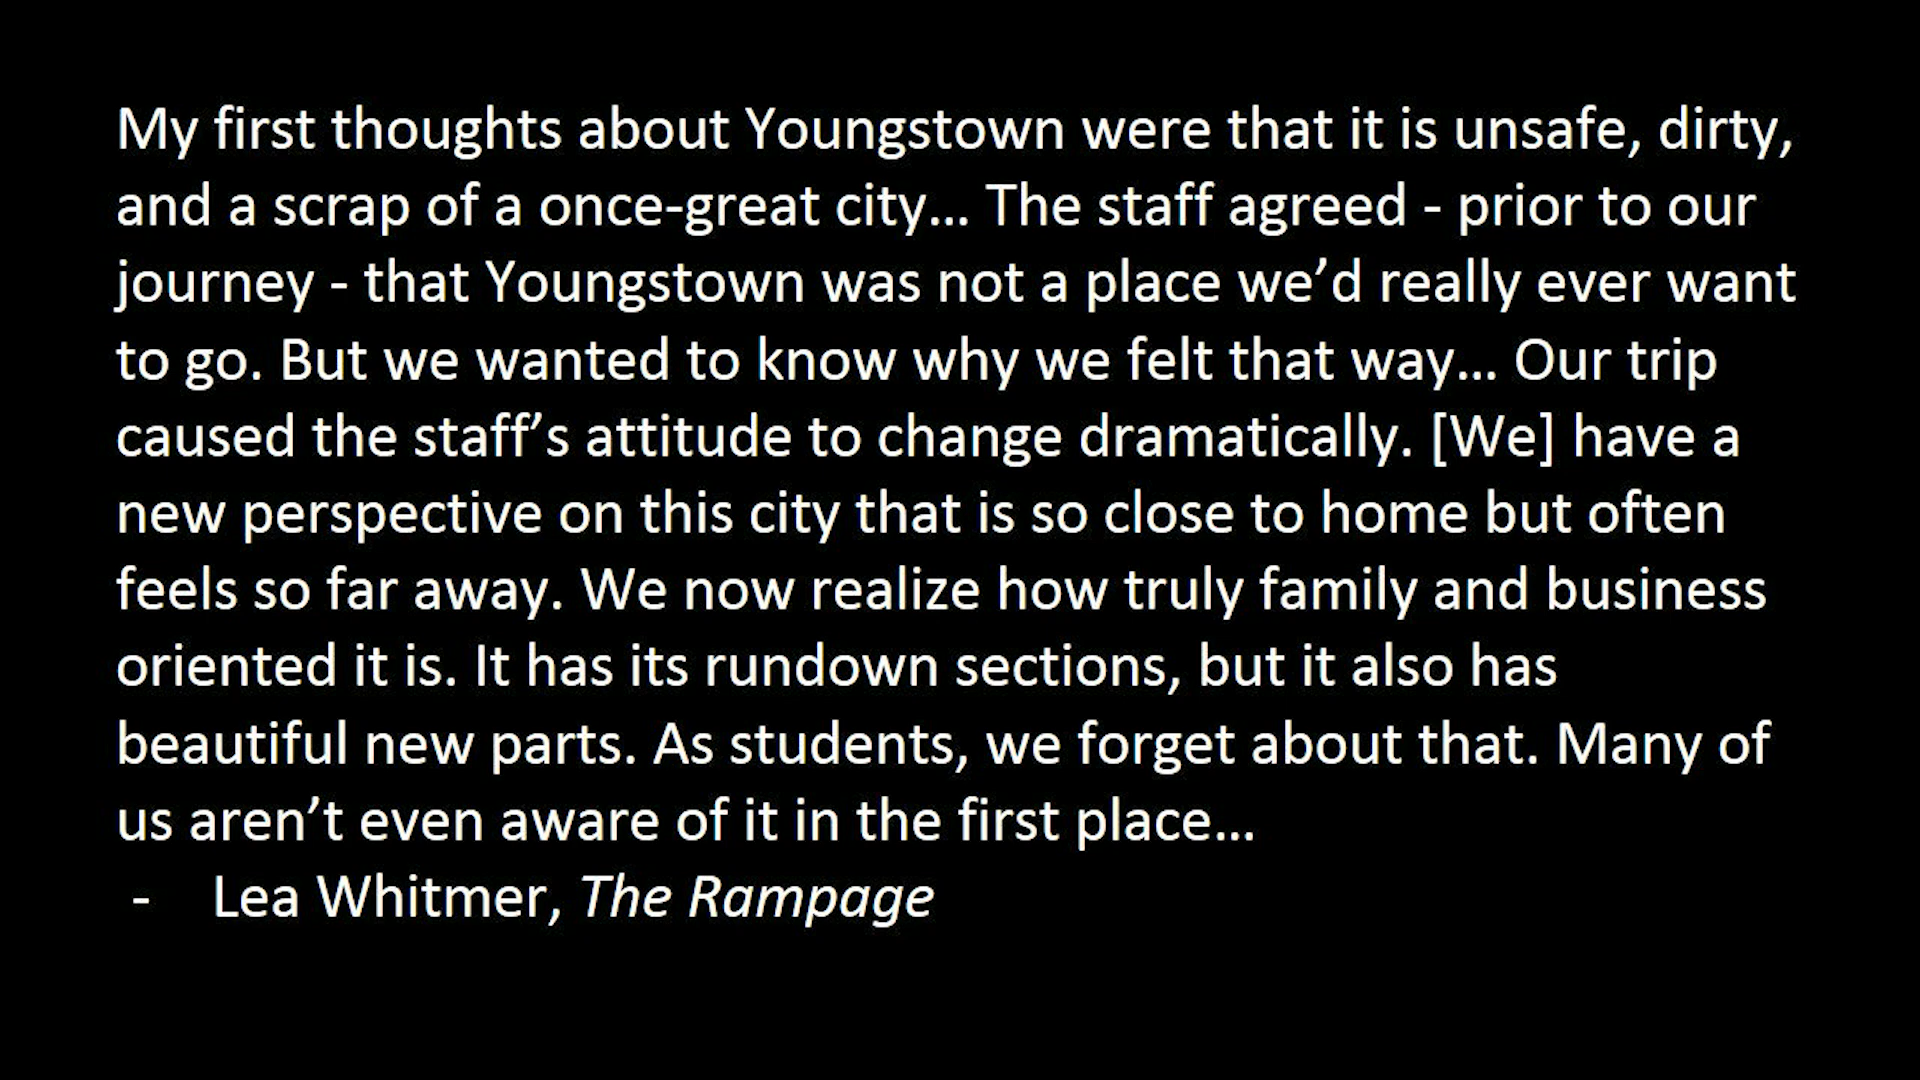 My first thoughts about Youngstown were that it is unsafe, dirty,
and a scrap of a once-great city… The staff agreed - prior to our
journey - that Youngstown was not a place we’d really ever want
to go. But we wanted to know why we felt that way… Our trip
caused the staff’s attitude to change dramatically. [We] have a
new perspective on this city that is so close to home but often
feels so far away. We now realize how truly family and business
oriented it is. It has its rundown sections, but it also has
beautiful new parts. As students, we forget about that. Many of
us aren’t even aware of it in the first place…
- Lea Whitmer, The Rampage